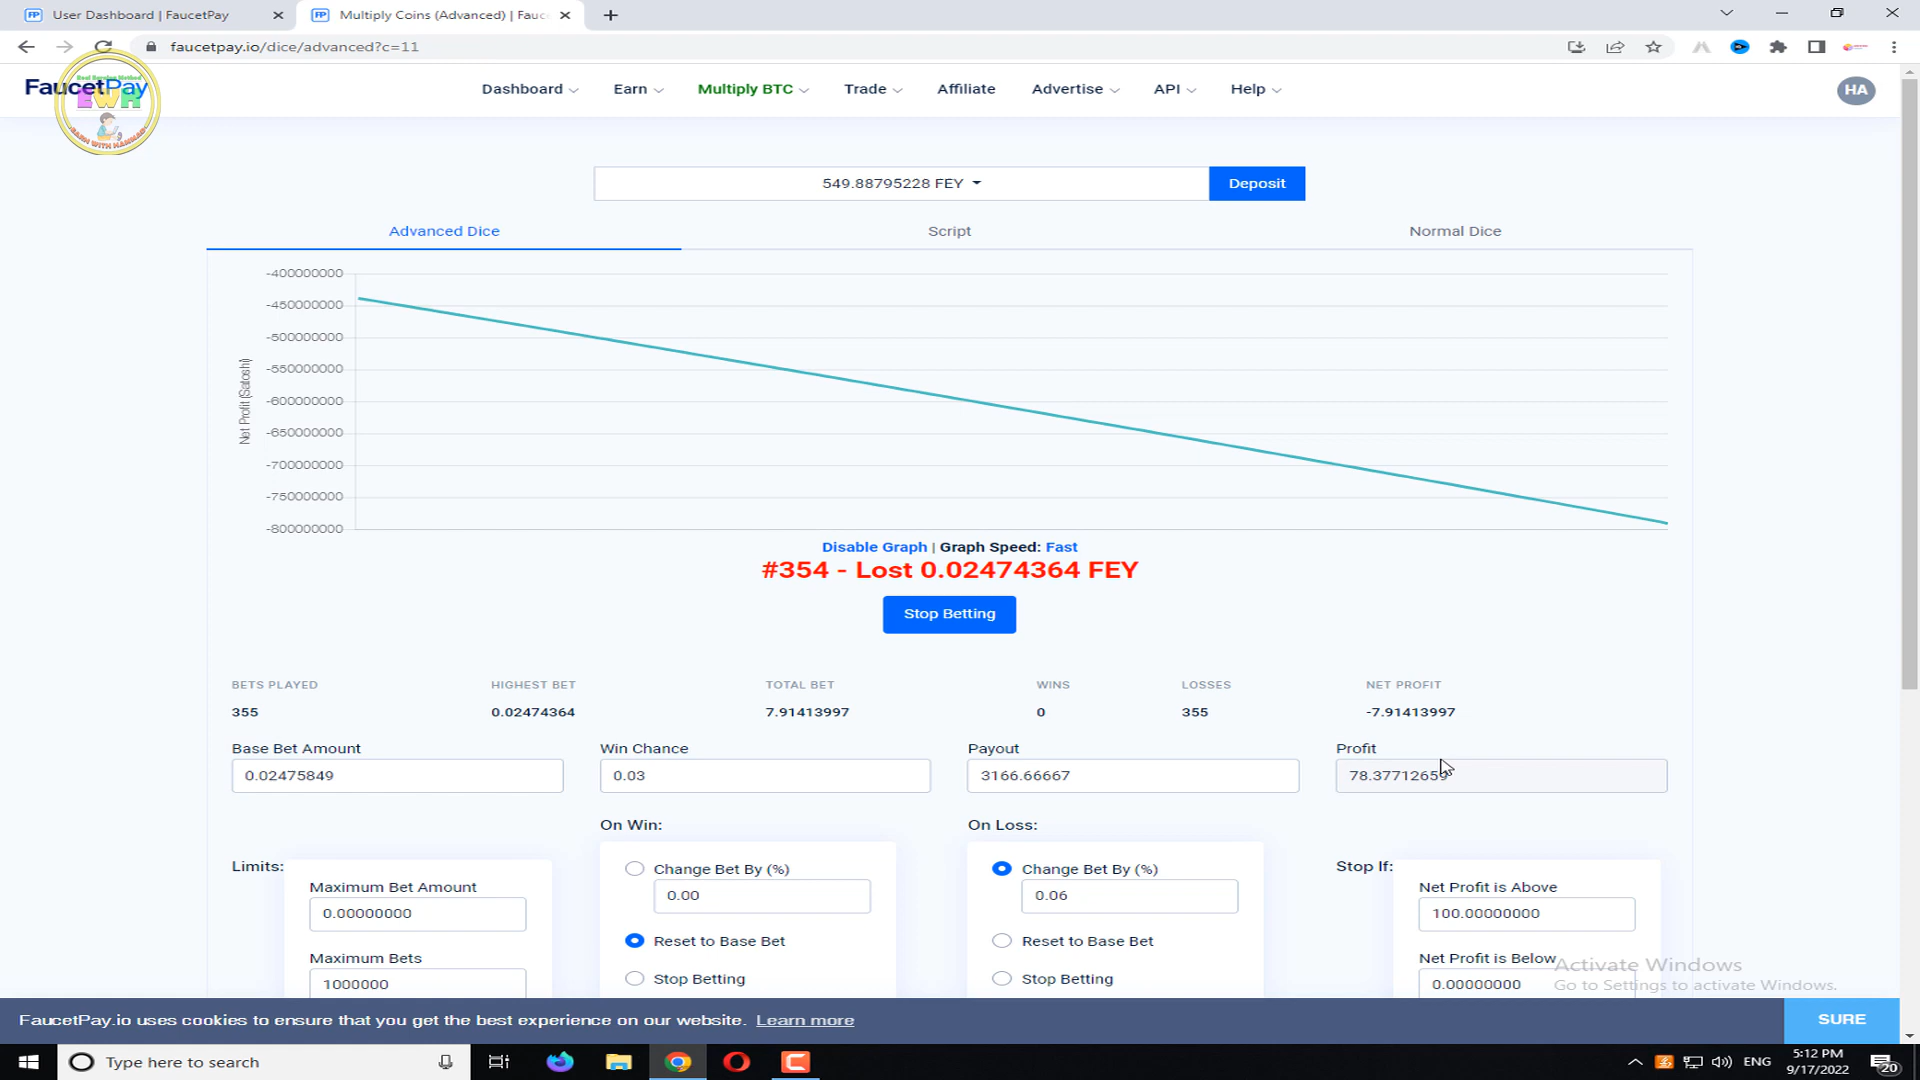 User Dashboard | FaucetPay
Multiply Coins (Advanced) | Fauc
faucetpay.io/dice/advanced?c=11
FaucetPay
Real Earning Method
EWH
EARN WITH HAMMAD
Dashboard
Earn
Multiply BTC
Trade
Affiliate
Advertise
API
Help
HA
549.88795228 FEY
Deposit
Advanced Dice
Script
Normal Dice
Net Profit (Satoshi)
-400000000
-450000000
-500000000
-550000000
-600000000
-650000000
-700000000
-750000000
-800000000
Disable Graph | Graph Speed: Fast
#354 - Lost 0.02474364 FEY
Stop Betting
BETS PLAYED
HIGHEST BET
TOTAL BET
WINS
LOSSES
NET PROFIT
355
0.02474364
7.91413997
0
355
-7.91413997
Base Bet Amount
Win Chance
Payout
Profit
0.02475849
0.03
3166.66667
78.37712659
On Win:
On Loss:
Limits:
Maximum Bet Amount
0.00000000
Maximum Bets
1000000
Change Bet By (%)
0.00
Reset to Base Bet
Stop Betting
Change Bet By (%)
0.06
Reset to Base Bet
Stop Betting
Stop If:
Net Profit is Above
100.00000000
Net Profit is Below
0.00000000
Activate Windows
Go to Settings to activate Windows.
FaucetPay.io uses cookies to ensure that you get the best experience on our website. Learn more
SURE
Type here to search
ENG
5:12 PM
9/17/2022
20